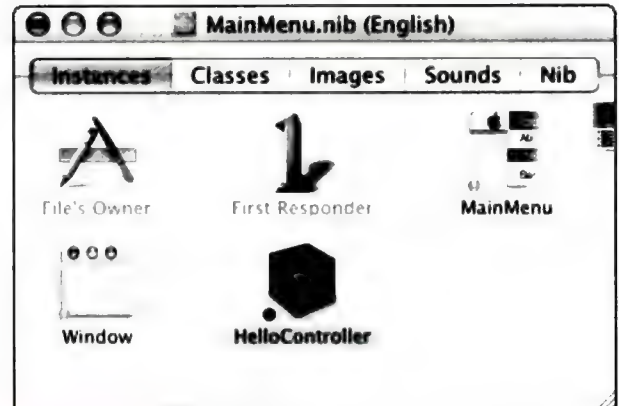 MainMenu.nib (English)
Instances Classes Images Sounds Nib
File's Owner First Responder MainMenu
Window HelloController